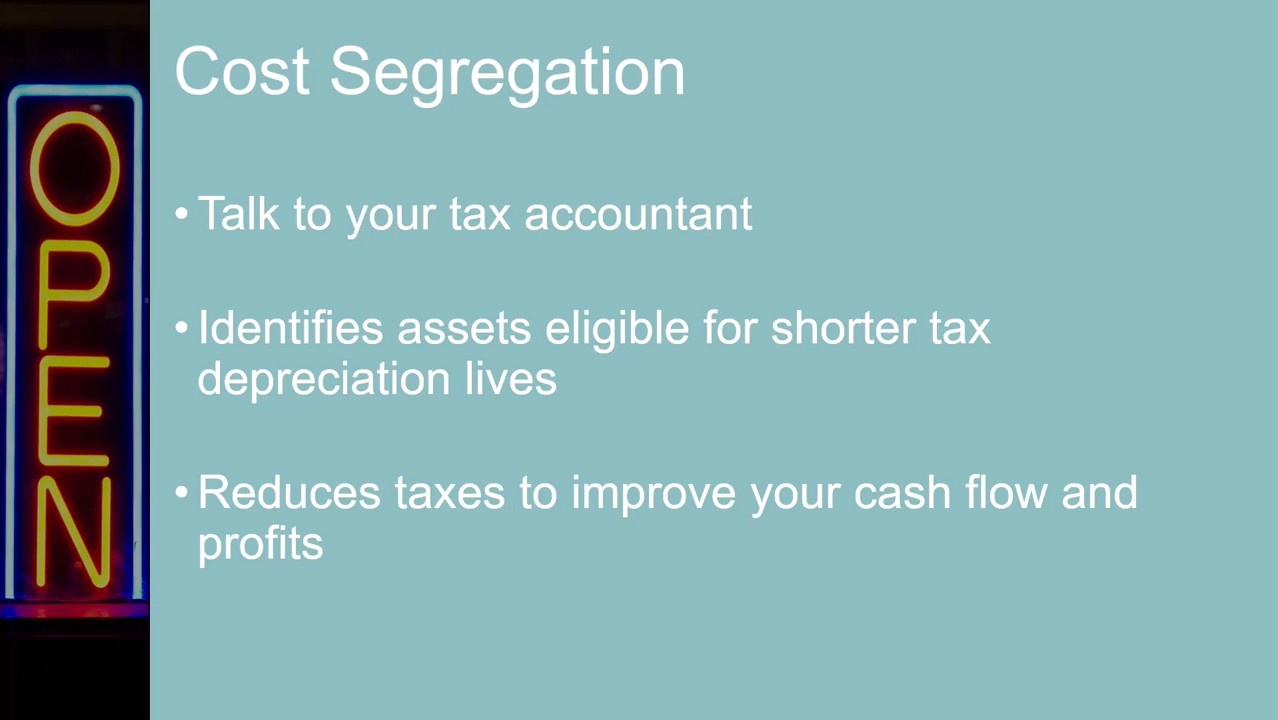 OPEN
Cost Segregation
• Talk to your tax accountant
• Identifies assets eligible for shorter tax
depreciation lives
• Reduces taxes to improve your cash flow and
profits